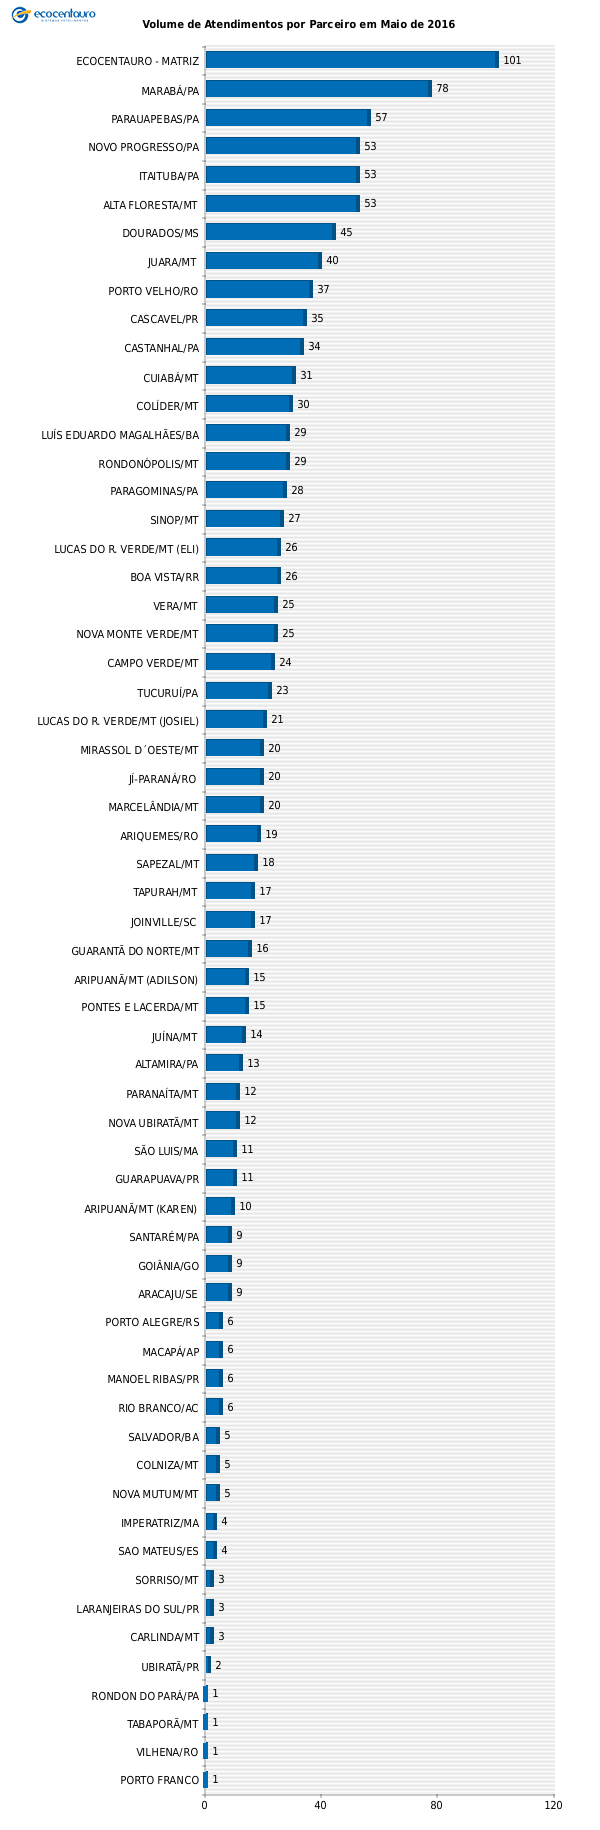 ecocentauro
Volume de Atendimentos por Parceiro em Maio de 2016
ECOCENTAURO - MATRIZ 101
MARABÁ/PA 78
PARAUAPEBAS/PA 57
NOVO PROGRESSO/PA 53
ITAITUBA/PA 53
ALTA FLORESTA/MT 53
DOURADOS/MS 45
JUARA/MT 40
PORTO VELHO/RO 37
CASCAVEL/PR 35
CASTANHAL/PA 34
CUIABÁ/MT 31
COLÍDER/MT 30
LUÍS EDUARDO MAGALHÃES/BA 29
RONDONÓPOLIS/MT 29
PARAGOMINAS/PA 28
SINOP/MT 27
LUCAS DO R. VERDE/MT (ELI) 26
BOA VISTA/RR 26
VERA/MT 25
NOVA MONTE VERDE/MT 25
CAMPO VERDE/MT 24
TUCURUÍ/PA 23
LUCAS DO R. VERDE/MT (JOSIEL) 21
MIRASSOL D´OESTE/MT 20
JÍ-PARANÁ/RO 20
MARCELÂNDIA/MT 20
ARIQUEMES/RO 19
SAPEZAL/MT 18
TAPURAH/MT 17
JOINVILLE/SC 17
GUARANTÃ DO NORTE/MT 16
ARIPUANÃ/MT (ADILSON) 15
PONTES E LACERDA/MT 15
JUÍNA/MT 14
ALTAMIRA/PA 13
PARANAÍTA/MT 12
NOVA UBIRATÃ/MT 12
SÃO LUIS/MA 11
GUARAPUAVA/PR 11
ARIPUANÃ/MT (KAREN) 10
SANTARÉM/PA 9
GOIÂNIA/GO 9
ARACAJU/SE 9
PORTO ALEGRE/RS 6
MACAPÁ/AP 6
MANOEL RIBAS/PR 6
RIO BRANCO/AC 6
SALVADOR/BA 5
COLNIZA/MT 5
NOVA MUTUM/MT 5
IMPERATRIZ/MA 4
SAO MATEUS/ES 4
SORRISO/MT 3
LARANJEIRAS DO SUL/PR 3
CARLINDA/MT 3
UBIRATÃ/PR 2
RONDON DO PARÁ/PA 1
TABAPORÃ/MT 1
VILHENA/RO 1
PORTO FRANCO 1
0 40 80 120